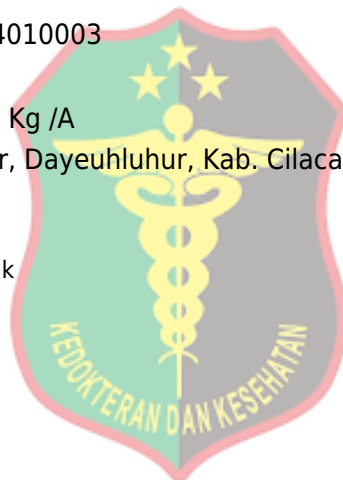 4010003
Kg /A
r, Dayeuhluhur, Kab. Cilaca
k
KEDOKTERAN DAN KESEHATAN